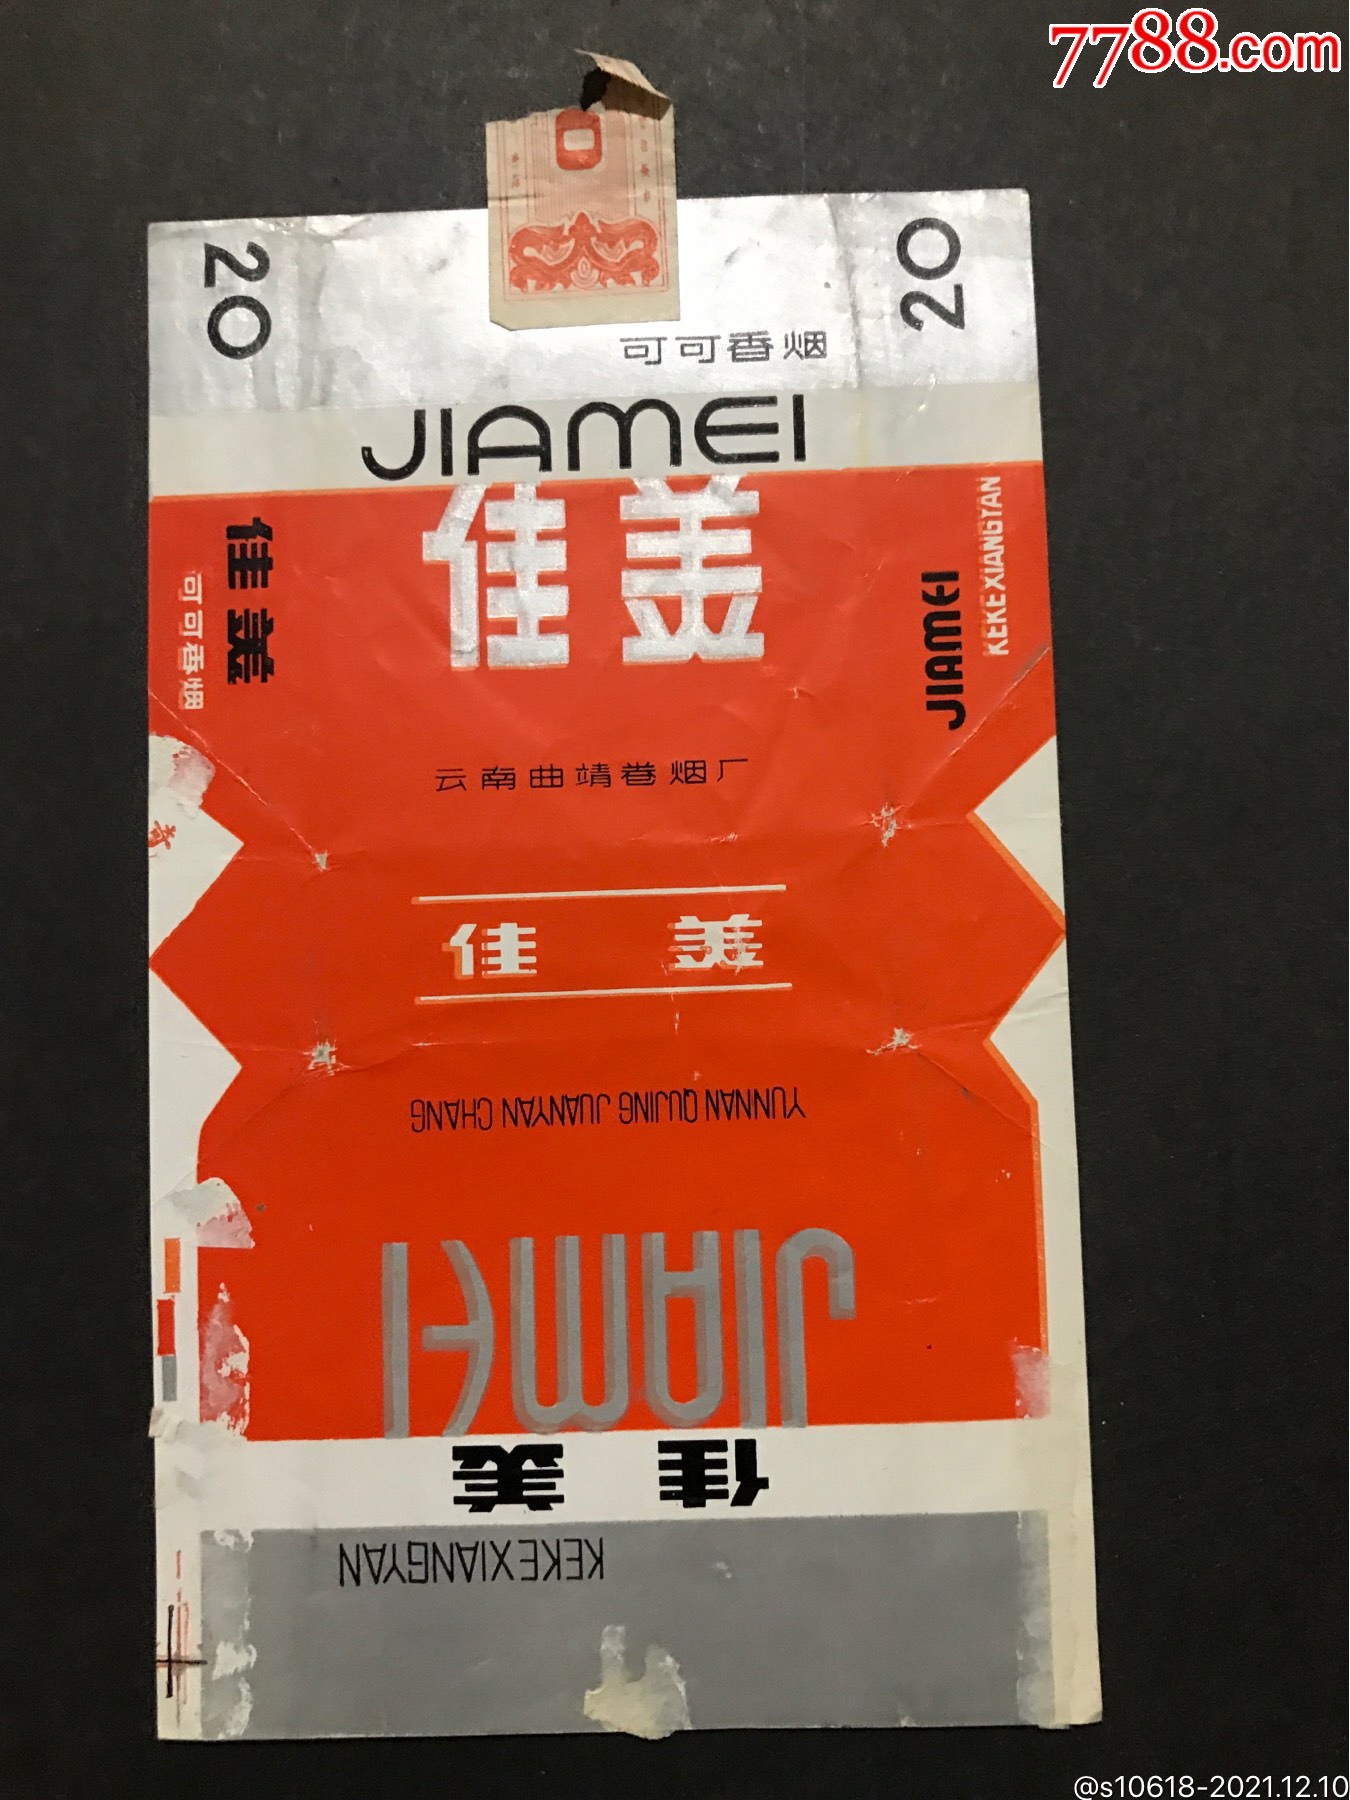 7788.com
20
20
可可香烟
JIAMEI
佳美
佳美
可可香烟
JIAMEI
KEKEXIANGYAN
云南曲靖卷烟厂
佳美
YUNNAN QUJING JUANYAN CHANG
JIAMEI
佳美
KEKEXIANGYAN
@s10618-2021.12.10